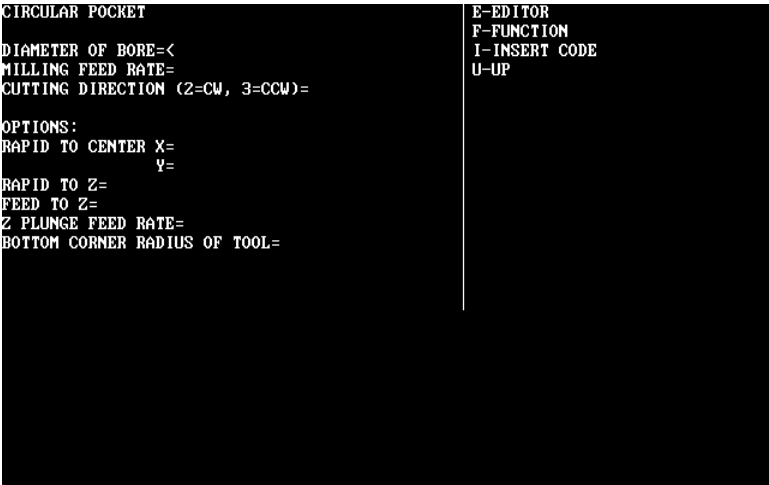 CIRCULAR POCKET
DIAMETER OF BORE=<
MILLING FEED RATE=
CUTTING DIRECTION (2=CW, 3=CCW)=
OPTIONS:
RAPID TO CENTER X=
Y=
RAPID TO Z=
FEED TO Z=
Z PLUNGE FEED RATE=
BOTTOM CORNER RADIUS OF TOOL=
E-EDITOR
F-FUNCTION
I-INSERT CODE
U-UP